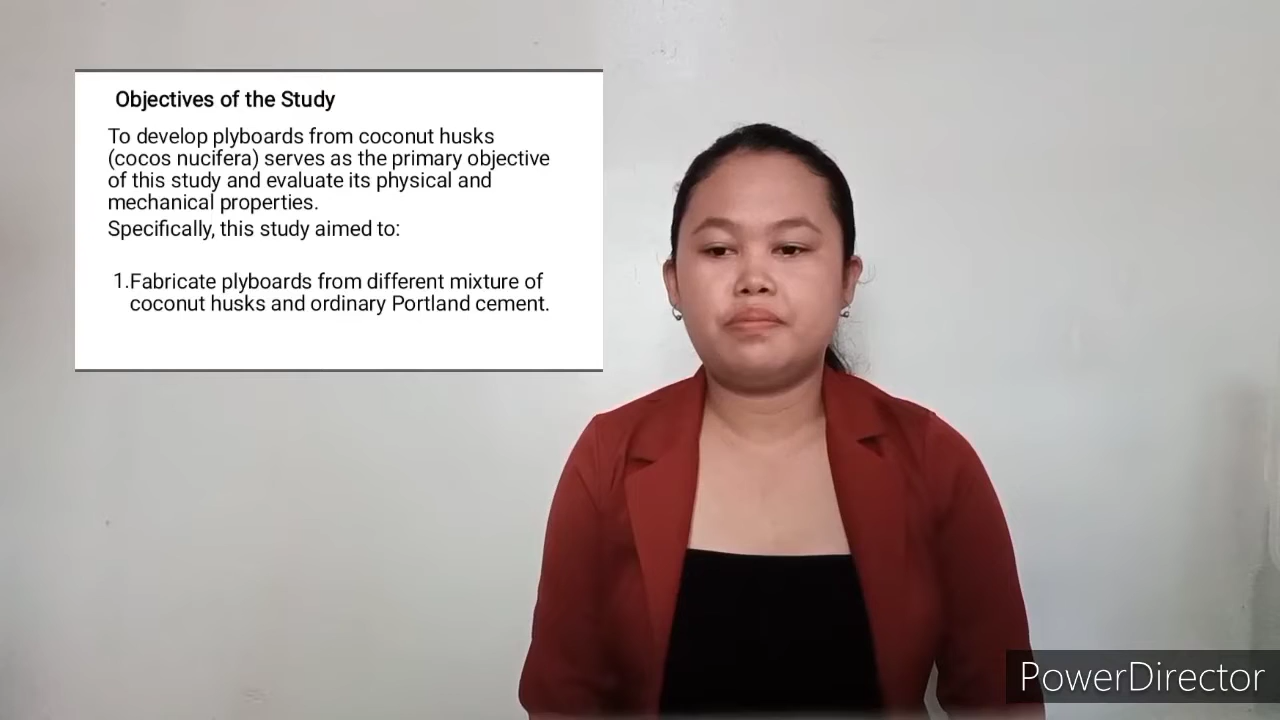 Objectives of the Study
To develop plyboards from coconut husks
(cocos nucifera) serves as the primary objective
of this study and evaluate its physical and
mechanical properties.
Specifically, this study aimed to:
1.Fabricate plyboards from different mixture of
coconut husks and ordinary Portland cement.
PowerDirector